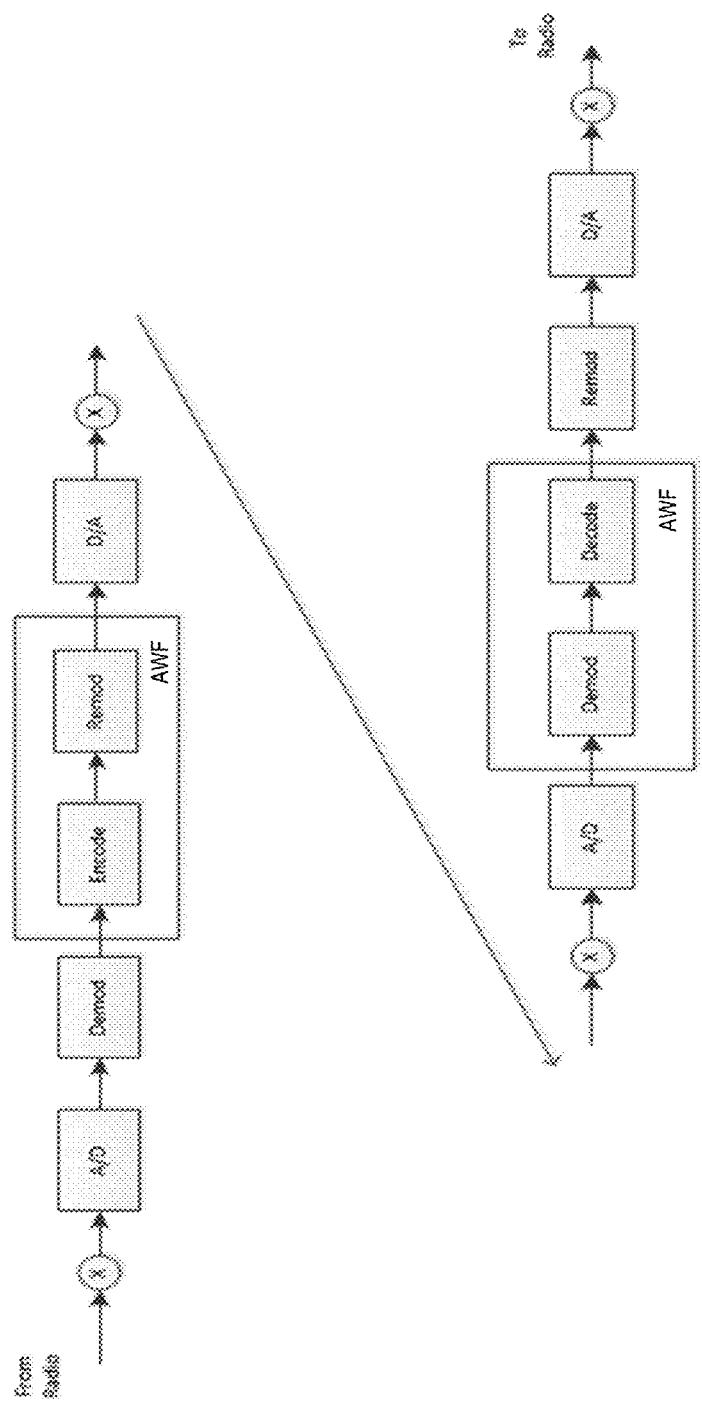 From
Radio
X
A/D
Demod
Encode
Remod
AWF
D/A
X
X
A/D
Demod
Decode
AWF
Remod
D/A
X
To
Radio